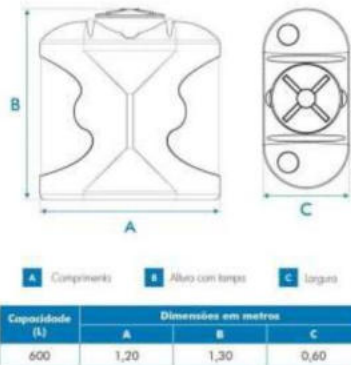 B
A
C
A Comprimento B Altura com tampa C Largura
Capacidade (L) Dimensões em metros
A B C
600 1,20 1,30 0,60